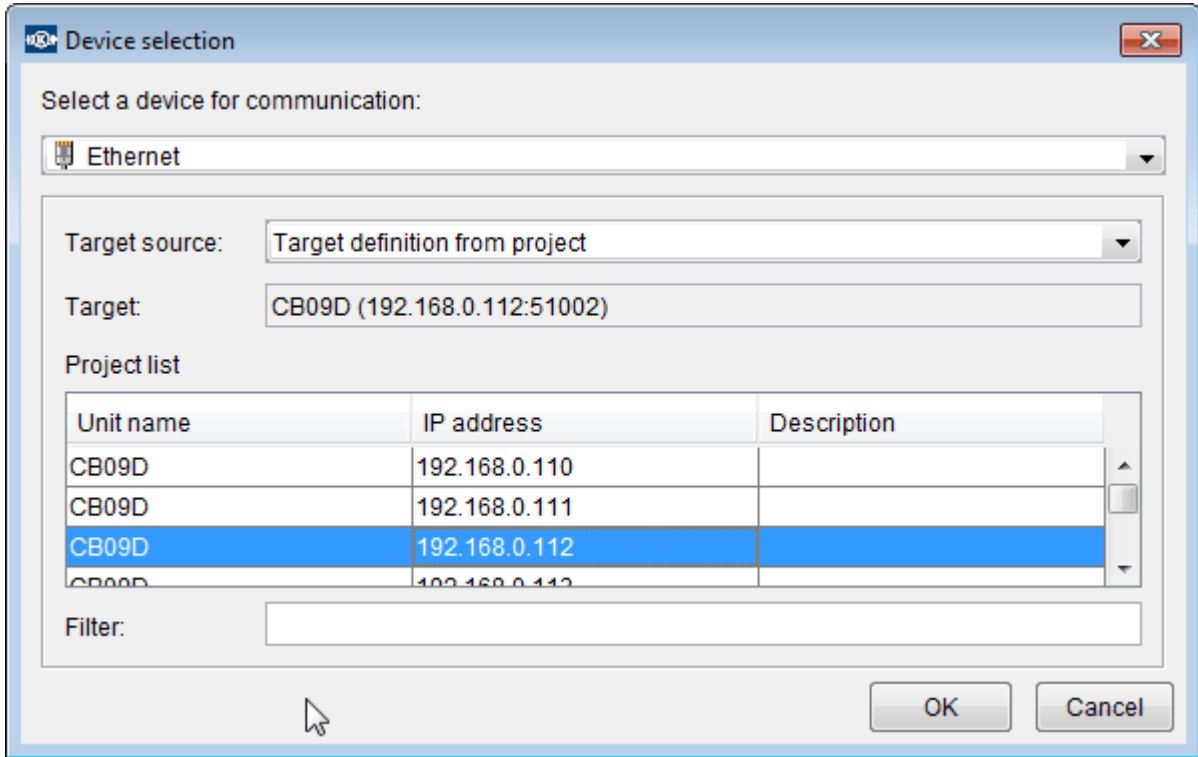 Device selection
Select a device for communication:
Ethernet
Target source: Target definition from project
Target: CB09D (192.168.0.112:51002)
Project list
Unit name IP address Description
CB09D 192.168.0.110
CB09D 192.168.0.111
CB09D 192.168.0.112
Filter:
OK Cancel